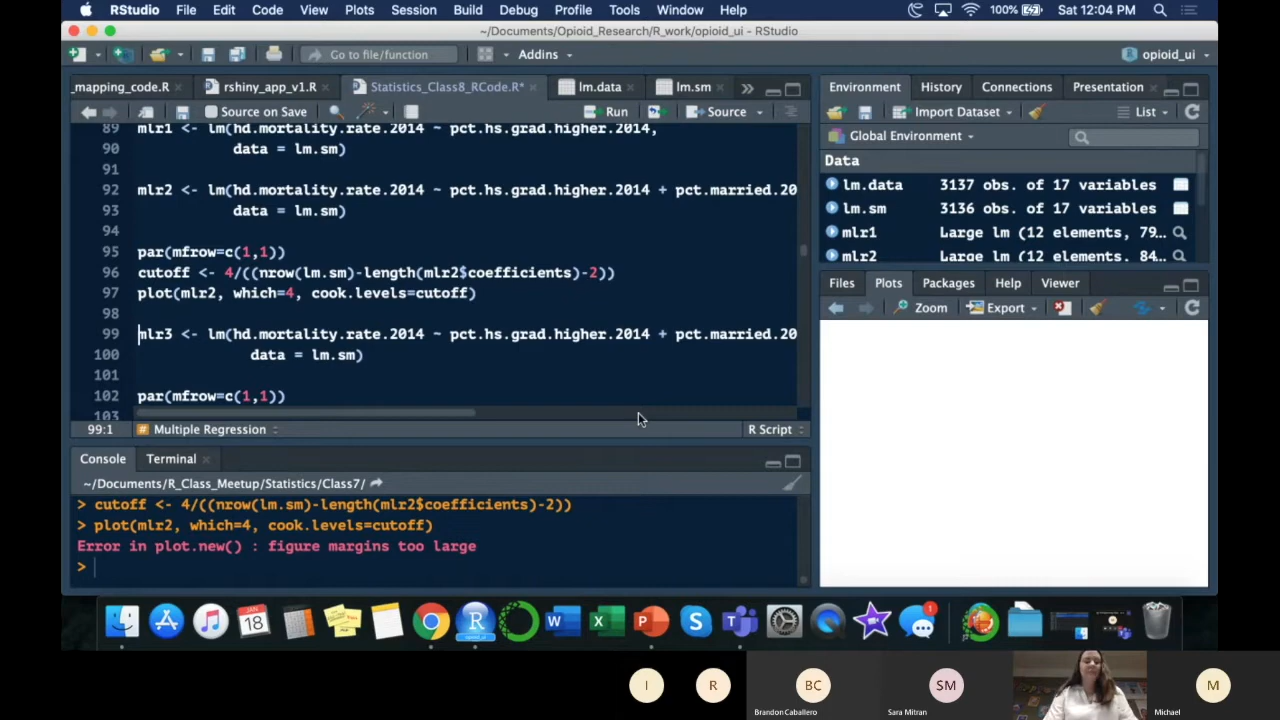 RStudio File Edit Code View Plots Session Build Debug Profile Tools Window Help 100% Sat 12:04 PM
~/Documents/Opioid_Research/R_work/opioid_ui - RStudio
Go to file/function Addins opioid_ui
_mapping_code.R rshiny_app_v1.R Statistics_Class8_RCode.R* lm.data lm.sm
Source on Save Run Source
89 mlr1 <- lm(hd.mortality.rate.2014 ~ pct.hs.grad.higher.2014,
90 data = lm.sm)
91
92 mlr2 <- lm(hd.mortality.rate.2014 ~ pct.hs.grad.higher.2014 + pct.married.20
93 data = lm.sm)
94
95 par(mfrow=c(1,1))
96 cutoff <- 4/((nrow(lm.sm)-length(mlr2$coefficients)-2))
97 plot(mlr2, which=4, cook.levels=cutoff)
98
99 mlr3 <- lm(hd.mortality.rate.2014 ~ pct.hs.grad.higher.2014 + pct.married.20
100 data = lm.sm)
101
102 par(mfrow=c(1,1))
103
99:1 Multiple Regression R Script
Console Terminal
~/Documents/R_Class_Meetup/Statistics/Class7/
> cutoff <- 4/((nrow(lm.sm)-length(mlr2$coefficients)-2))
> plot(mlr2, which=4, cook.levels=cutoff)
Error in plot.new() : figure margins too large
>
Environment History Connections Presentation
Import Dataset List
Global Environment
Data
lm.data 3137 obs. of 17 variables
lm.sm 3136 obs. of 17 variables
mlr1 Large lm (12 elements, 79…
mlr2 Large lm (12 elements, 84…
Files Plots Packages Help Viewer
Zoom Export
JAN
18
R
opioid_ui
W
X
P
S
T
1
I
R
BC
SM
M
Brandon Caballero
Sara Mitran
Michael